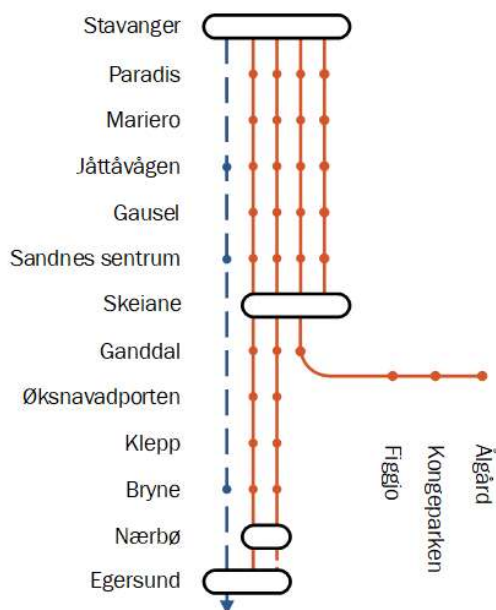 Stavanger
Paradis
Mariero
Jåttåvågen
Gausel
Sandnes sentrum
Skeiane
Ganddal
Øksnavadporten
Klepp
Bryne
Nærbø
Egersund
Figgjo
Kongeparken
Ålgård